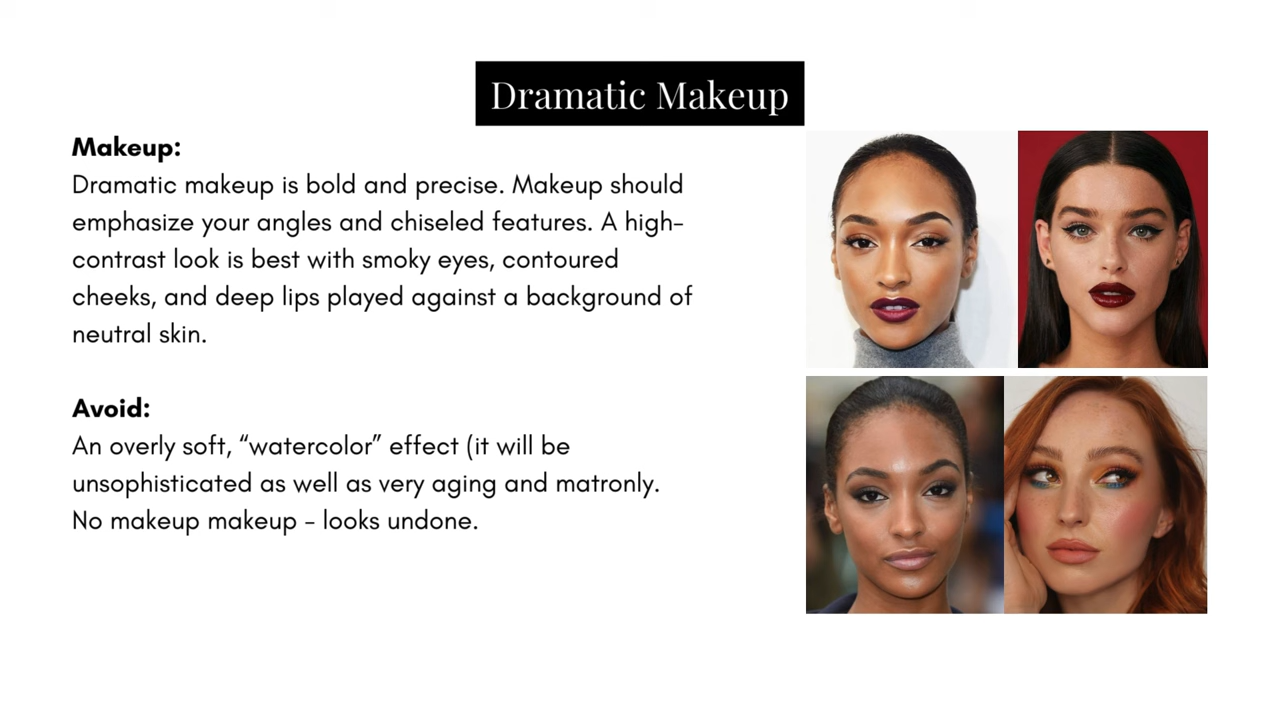 Dramatic Makeup
Makeup:
Dramatic makeup is bold and precise. Makeup should
emphasize your angles and chiseled features. A high-
contrast look is best with smoky eyes, contoured
cheeks, and deep lips played against a background of
neutral skin.
Avoid:
An overly soft, “watercolor” effect (it will be
unsophisticated as well as very aging and matronly.
No makeup makeup – looks undone.